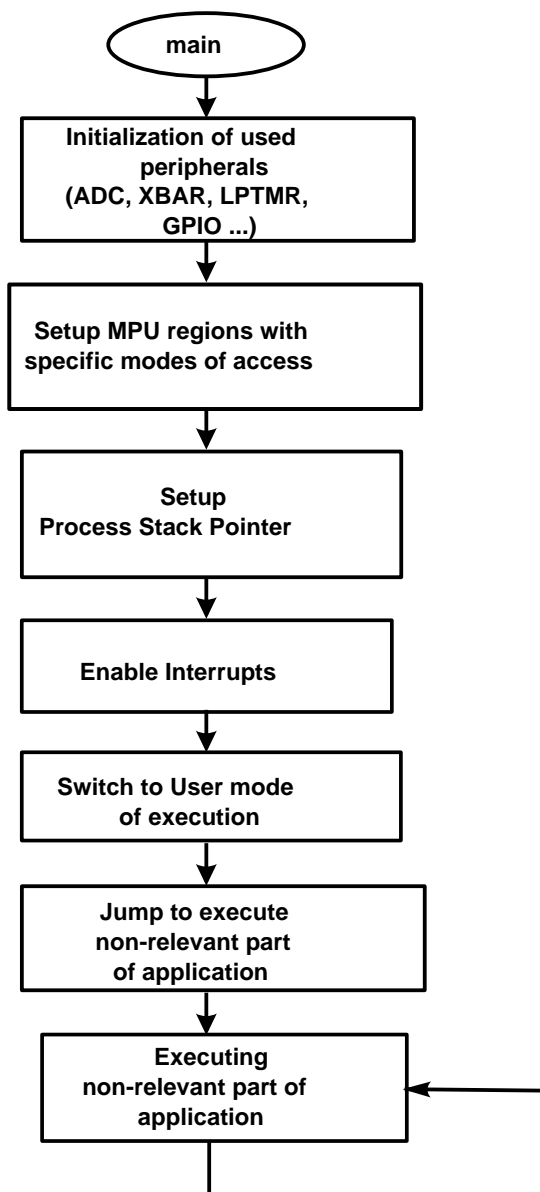 main
Initialization of used
peripherals
(ADC, XBAR, LPTMR,
GPIO ...)
Setup MPU regions with
specific modes of access
Setup
Process Stack Pointer
Enable Interrupts
Switch to User mode
of execution
Jump to execute
non-relevant part
of application
Executing
non-relevant part of
application